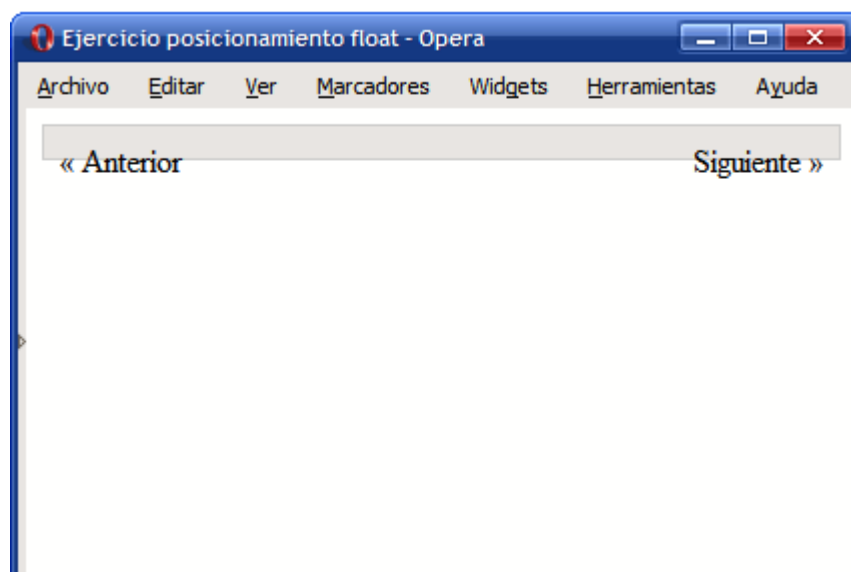 Ejercicio posicionamiento float - Opera
Archivo Editar Ver Marcadores Widgets Herramientas Ayuda
« Anterior Siguiente »